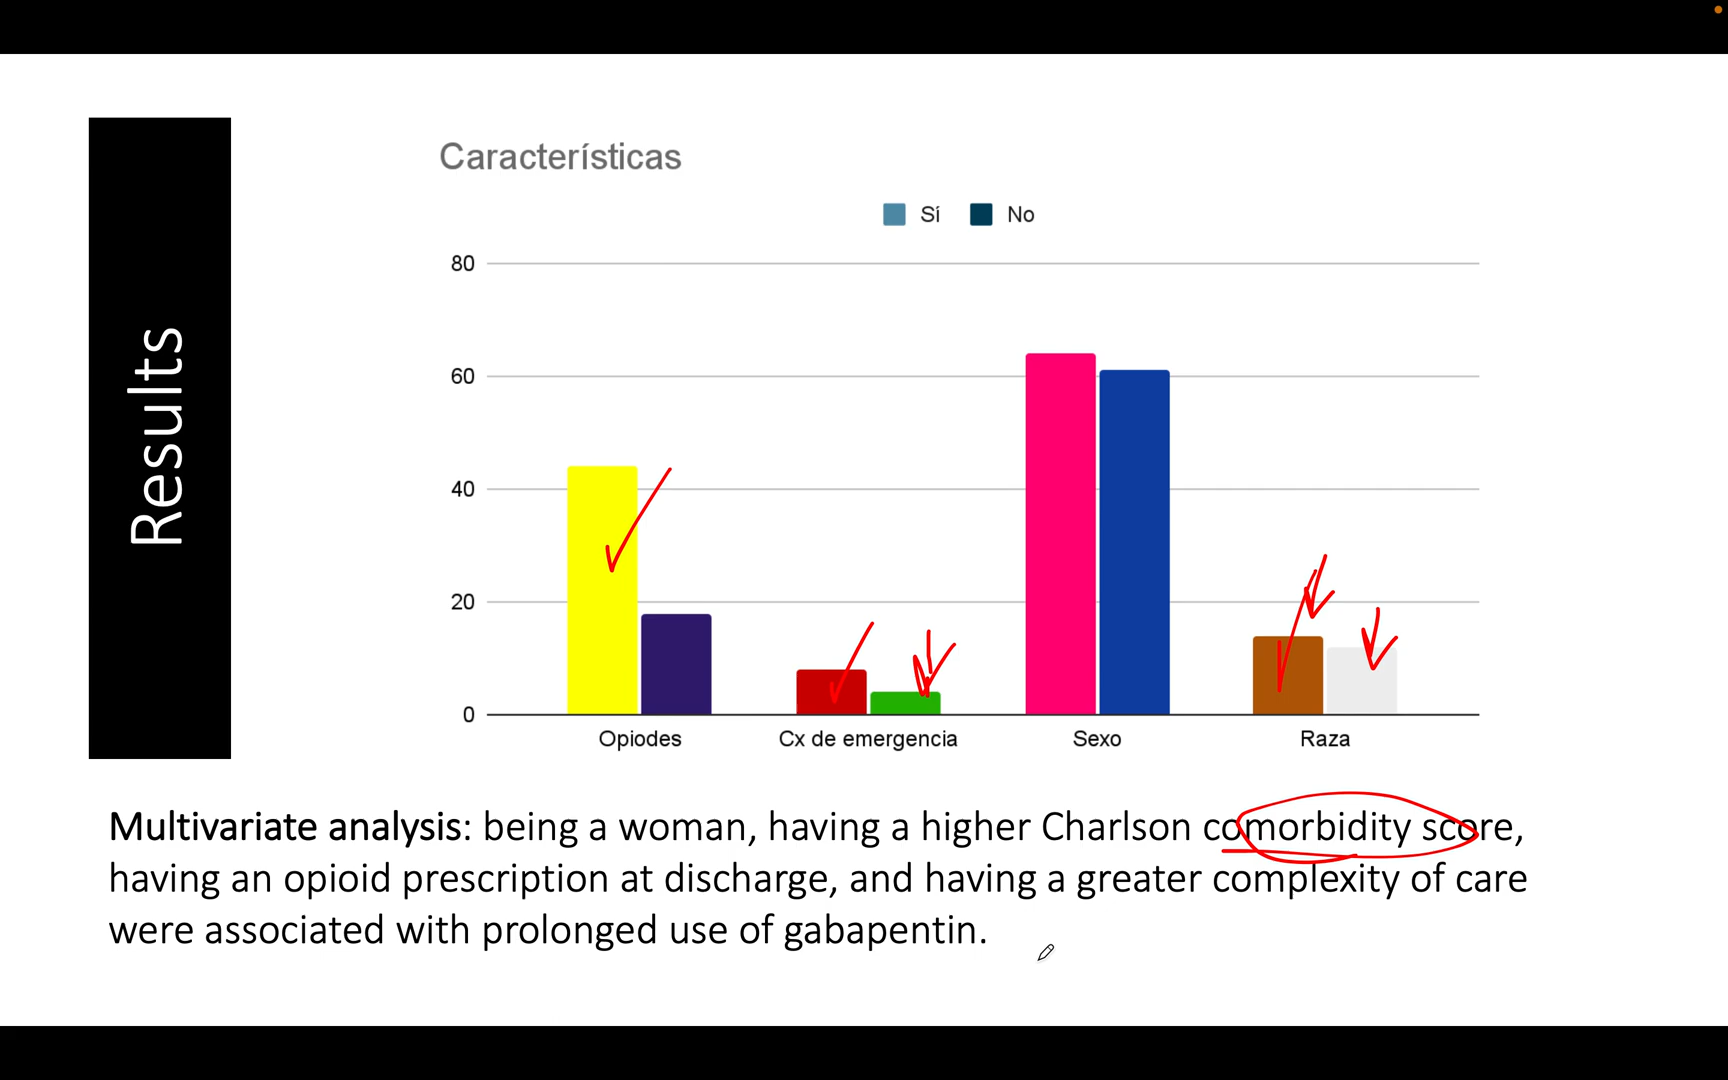 Results
Características
Sí No
80
60
40
20
0
Opiodes Cx de emergencia Sexo Raza
Multivariate analysis: being a woman, having a higher Charlson comorbidity score,
having an opioid prescription at discharge, and having a greater complexity of care
were associated with prolonged use of gabapentin.